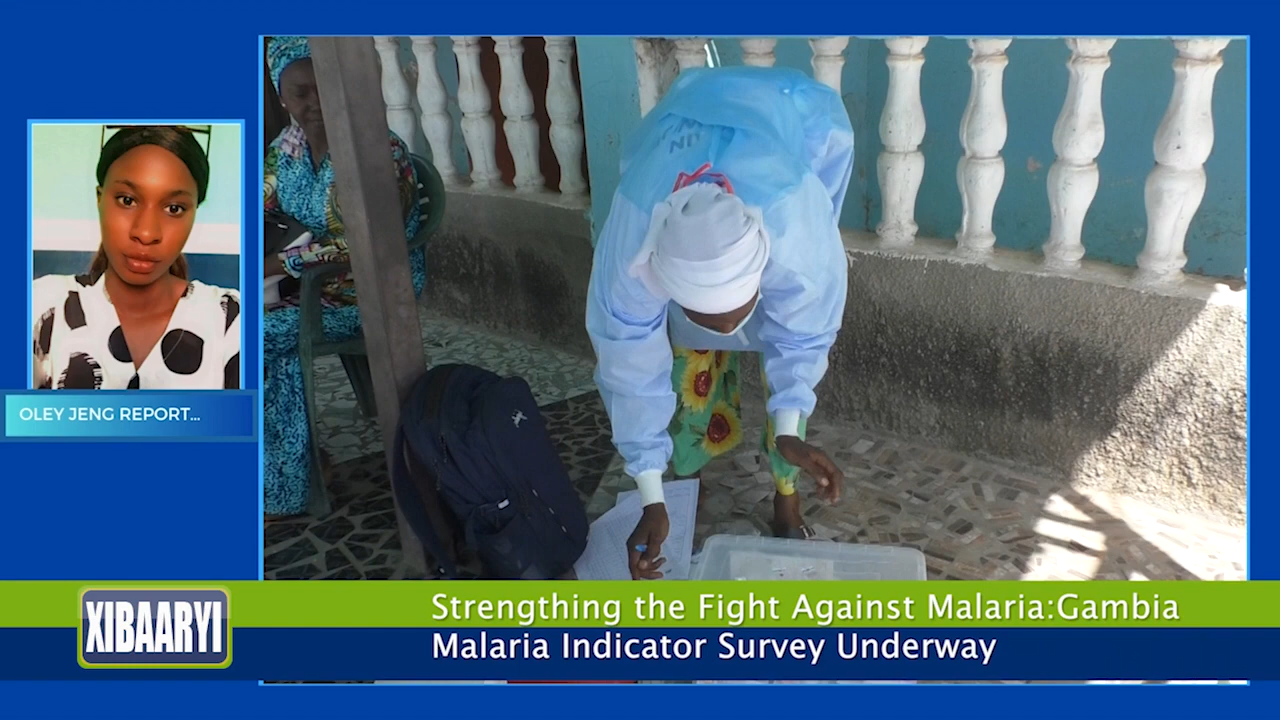 OLEY JENG REPORT...
XIBAARYI
Strengthing the Fight Against Malaria:Gambia
Malaria Indicator Survey Underway